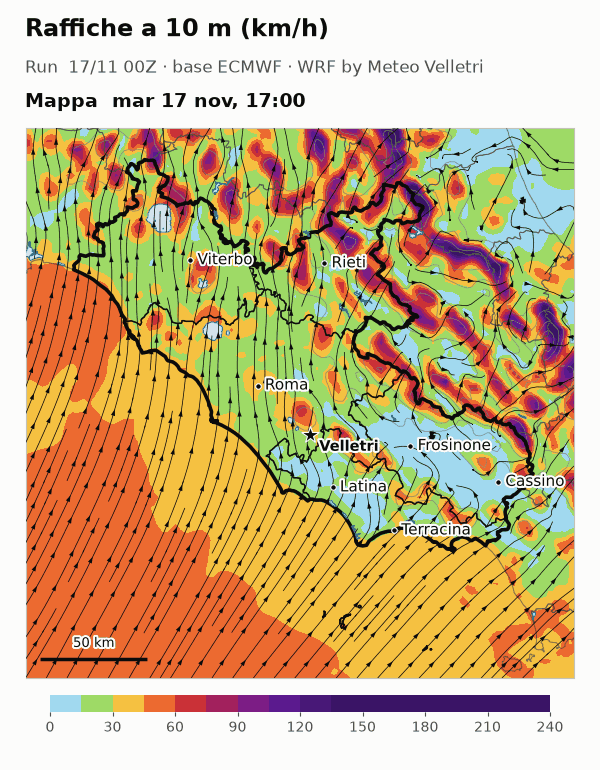 Raffiche a 10 m (km/h)
Run 17/11 00Z · base ECMWF · WRF by Meteo Velletri
Mappa mar 17 nov, 17:00
Viterbo
Rieti
Roma
Velletri
Frosinone
Cassino
Latina
Terracina
50 km
0 30 60 90 120 150 180 210 240